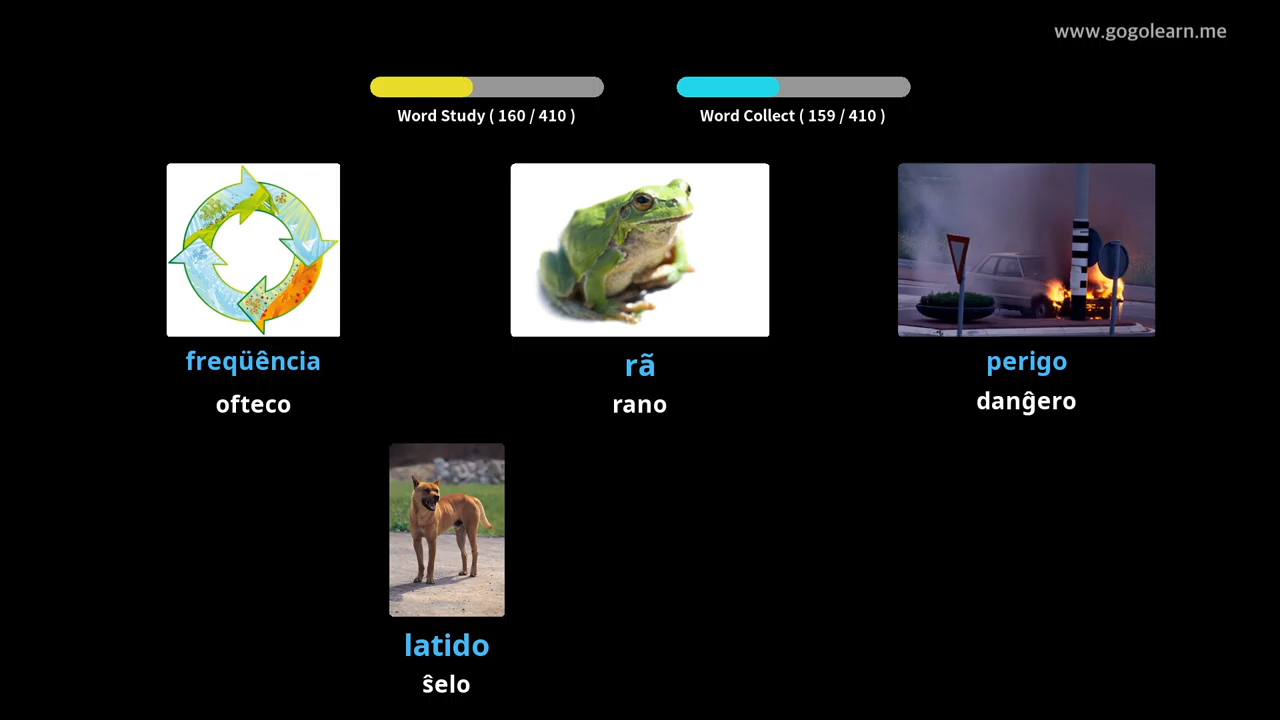 www.gogolearn.me
Word Study ( 160 / 410 )
Word Collect ( 159 / 410 )
freqüência
rã
perigo
ofteco
rano
danĝero
latido
ŝelo